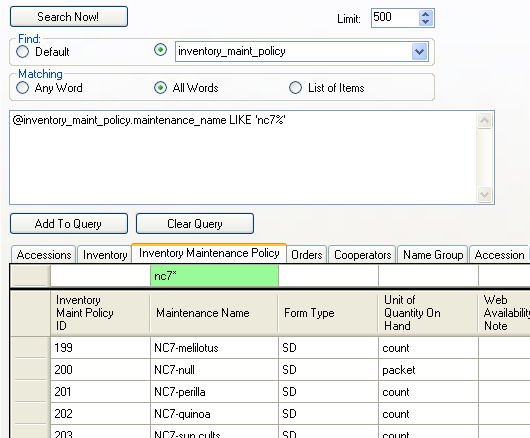 Search Now! Limit: 500
Find:
Default inventory_maint_policy
Matching
Any Word All Words List of Items
@inventory_maint_policy.maintenance_name LIKE 'nc7%'
Add To Query Clear Query
Accessions Inventory Inventory Maintenance Policy Orders Cooperators Name Group Accession
nc7*
Inventory Maint Policy ID Maintenance Name Form Type Unit of Quantity On Hand Web Availability Note
199 NC7-melilotus SD count
200 NC7-null SD packet
201 NC7-perilla SD count
202 NC7-quinoa SD count
203 NC7-sun.cults SD count